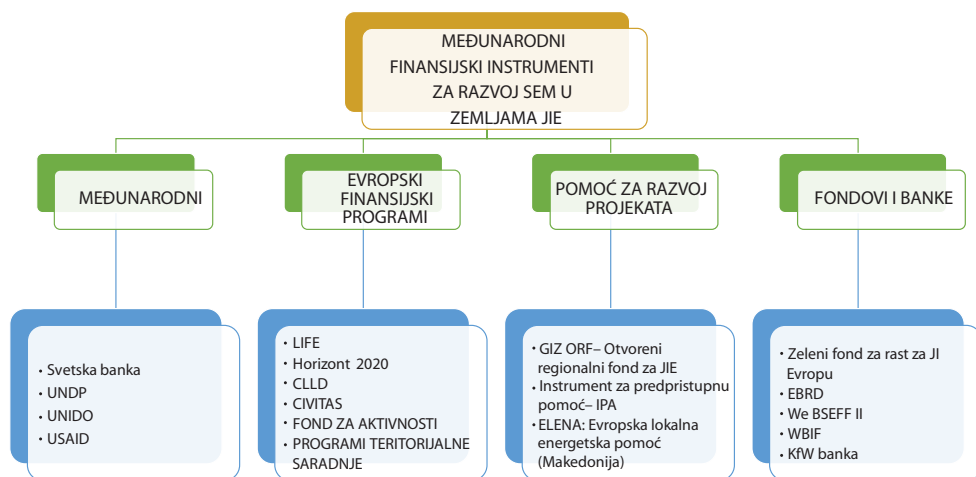 MEĐUNARODNI
FINANSIJSKI INSTRUMENTI
ZA RAZVOJ SEM U
ZEMLJAMA JIE
MEĐUNARODNI
EVROPSKI
FINANSIJSKI
PROGRAMI
POMOĆ ZA RAZVOJ
PROJEKATA
FONDOVI I BANKE
• Svetska banka
• UNDP
• UNIDO
• USAID
• LIFE
• Horizont 2020
• CLLD
• CIVITAS
• FOND ZA AKTIVNOSTI
• PROGRAMI TERITORIJALNE
SARADNJE
• GIZ ORF– Otvoreni
regionalni fond za JIE
• Instrument za predpristupnu
pomoć– IPA
• ELENA: Evropska lokalna
energetska pomoć
(Makedonija)
• Zeleni fond za rast za JI
Evropu
• EBRD
• We BSEFF II
• WBIF
• KfW banka